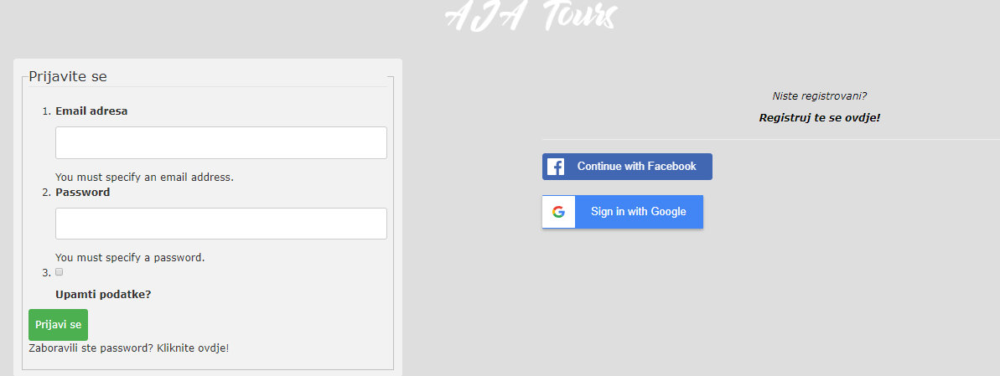 AJA Tours
Prijavite se
1. Email adresa
You must specify an email address.
2. Password
You must specify a password.
3.
Upamti podatke?
Prijavi se
Zaboravili ste password? Kliknite ovdje!
Niste registrovani?
Registruj te se ovdje!
Continue with Facebook
Sign in with Google